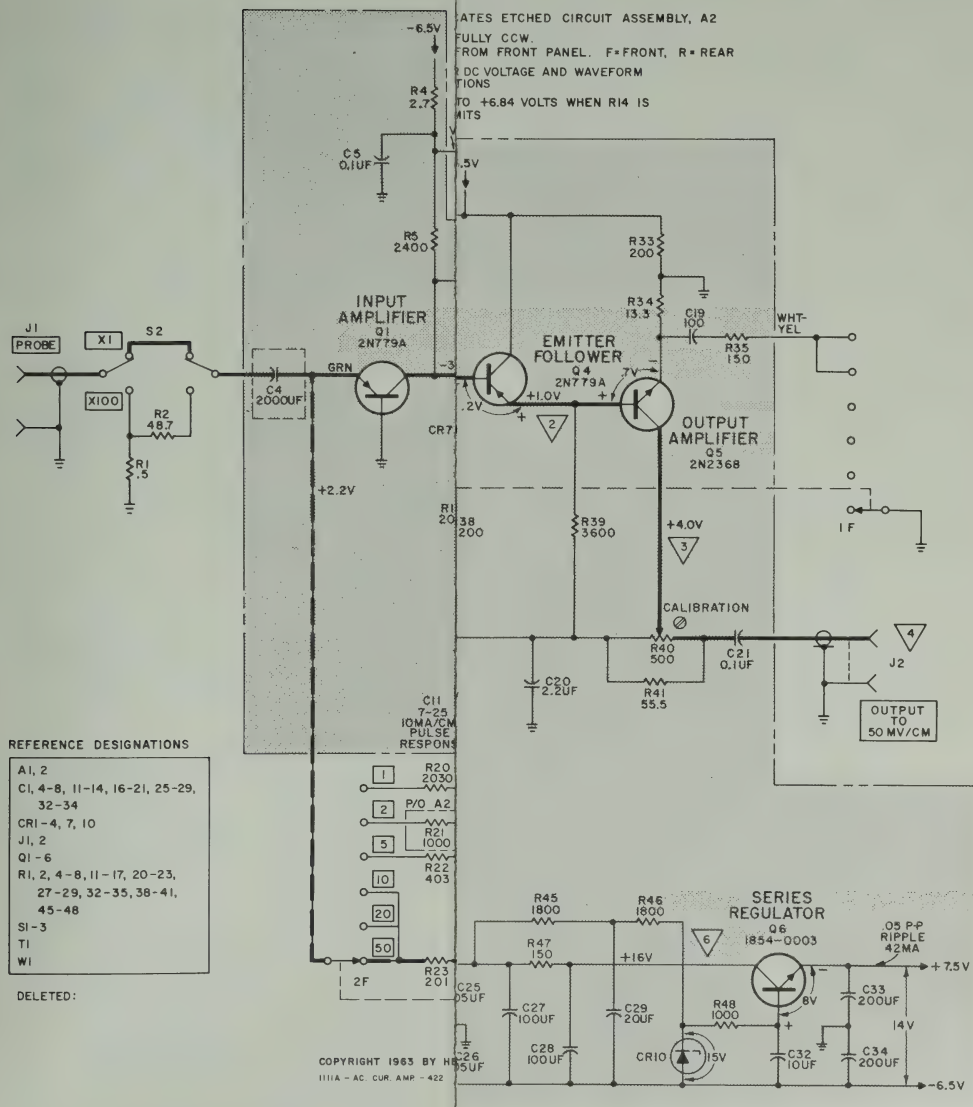 ATES ETCHED CIRCUIT ASSEMBLY, A2
FULLY CCW.
FROM FRONT PANEL. F=FRONT, R=REAR
DC VOLTAGE AND WAVEFORM
TIONS
TO +6.84 VOLTS WHEN R14 IS
MITS
-6.5V
R4
2.7
C5
0.1UF
R5
2400
INPUT
AMPLIFIER
Q1
2N779A
J1
PROBE
X1
S2
X100
R2
48.7
R1
.5
C4
2000UF
GRN
-3
+2.2V
.5V
R33
200
R34
13.3
C19
100
R35
150
WHT-
YEL
EMITTER
FOLLOWER
Q4
2N779A
.7V
-
+
.2V
+1.0V
+
2
OUTPUT
AMPLIFIER
Q5
2N2368
CR7
R1
20
38
200
R39
3600
+4.0V
3
1F
CALIBRATION
R40
500
R41
55.5
C21
0.1UF
4
J2
OUTPUT
TO
50 MV/CM
C20
2.2UF
C11
7-25
10MA/CM
PULSE
RESPONS
REFERENCE DESIGNATIONS
A1, 2
C1, 4-8, 11-14, 16-21, 25-29,
32-34
CR1-4, 7, 10
J1, 2
Q1-6
R1, 2, 4-8, 11-17, 20-23,
27-29, 32-35, 38-41,
45-48
S1-3
T1
W1
DELETED:
1
R20
2030
2
P/O A2
R21
1000
5
R22
403
10
20
50
2F
R23
201
C25
05UF
-26
05UF
R45
1800
R46
1800
R47
150
6
+16V
SERIES
REGULATOR
Q6
1854-0003
.05 P-P
RIPPLE
42MA
+7.5V
-
.8V
+
C27
100UF
C28
100UF
C29
20UF
R48
1000
CR10
15V
C32
10UF
C33
200UF
C34
200UF
14V
-6.5V
COPYRIGHT 1963 BY HE
1111A - AC. CUR. AMP - 422